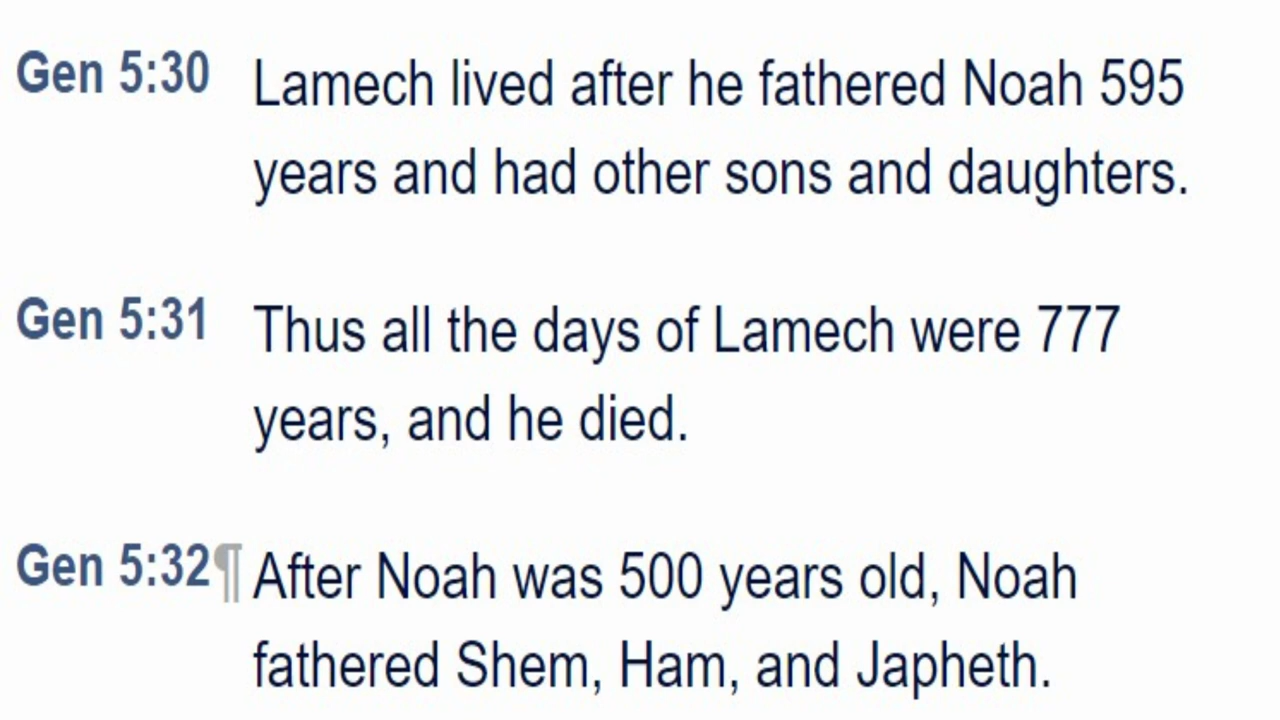 Gen 5:30 Lamech lived after he fathered Noah 595
years and had other sons and daughters.
Gen 5:31 Thus all the days of Lamech were 777
years, and he died.
Gen 5:32¶ After Noah was 500 years old, Noah
fathered Shem, Ham, and Japheth.